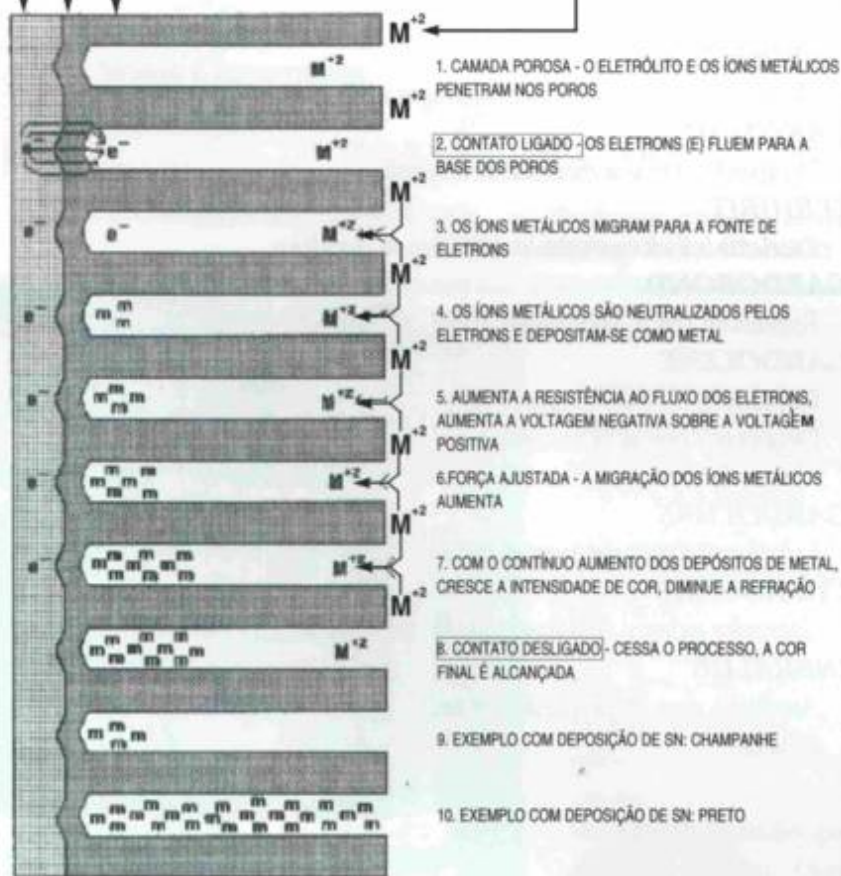 M+2
M+2
1. CAMADA POROSA - O ELETRÓLITO E OS ÍONS METÁLICOS
PENETRAM NOS POROS
M+2
e- e- M+2
2. CONTATO LIGADO - OS ELETRONS (E) FLUEM PARA A
BASE DOS POROS
M+2
e- e- M+2
3. OS ÍONS METÁLICOS MIGRAM PARA A FONTE DE
ELETRONS
M+2
e- m m m M+2
4. OS ÍONS METÁLICOS SÃO NEUTRALIZADOS PELOS
ELETRONS E DEPOSITAM-SE COMO METAL
M+2
e- M+2
5. AUMENTA A RESISTÊNCIA AO FLUXO DOS ELETRONS,
AUMENTA A VOLTAGEM NEGATIVA SOBRE A VOLTAGEM
POSITIVA
M+2
e- M+2
6.FORÇA AJUSTADA - A MIGRAÇÃO DOS ÍONS METÁLICOS
AUMENTA
M+2
e- M+2
7. COM O CONTÍNUO AUMENTO DOS DEPÓSITOS DE METAL,
CRESCE A INTENSIDADE DE COR, DIMINUE A REFRAÇÃO
M+2
M+2
8. CONTATO DESLIGADO - CESSA O PROCESSO, A COR
FINAL É ALCANÇADA
9. EXEMPLO COM DEPOSIÇÃO DE SN: CHAMPANHE
10. EXEMPLO COM DEPOSIÇÃO DE SN: PRETO